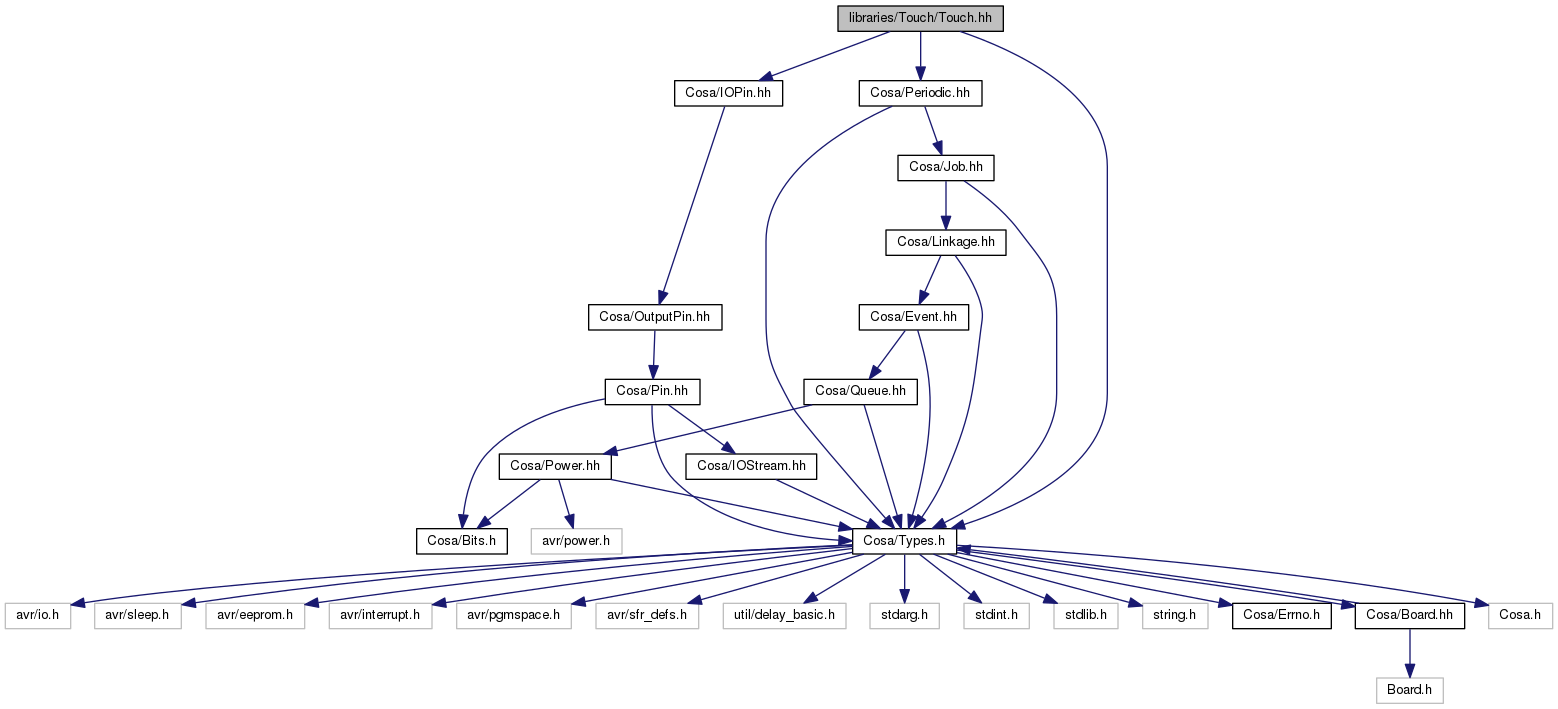 libraries/Touch/Touch.hh
Cosa/IOPin.hh
Cosa/Periodic.hh
Cosa/Job.hh
Cosa/Linkage.hh
Cosa/OutputPin.hh
Cosa/Event.hh
Cosa/Pin.hh
Cosa/Queue.hh
Cosa/Power.hh
Cosa/IOStream.hh
Cosa/Bits.h
avr/power.h
Cosa/Types.h
avr/io.h
avr/sleep.h
avr/eeprom.h
avr/interrupt.h
avr/pgmspace.h
avr/sfr_defs.h
util/delay_basic.h
stdarg.h
stdint.h
stdlib.h
string.h
Cosa/Errno.h
Cosa/Board.hh
Cosa.h
Board.h